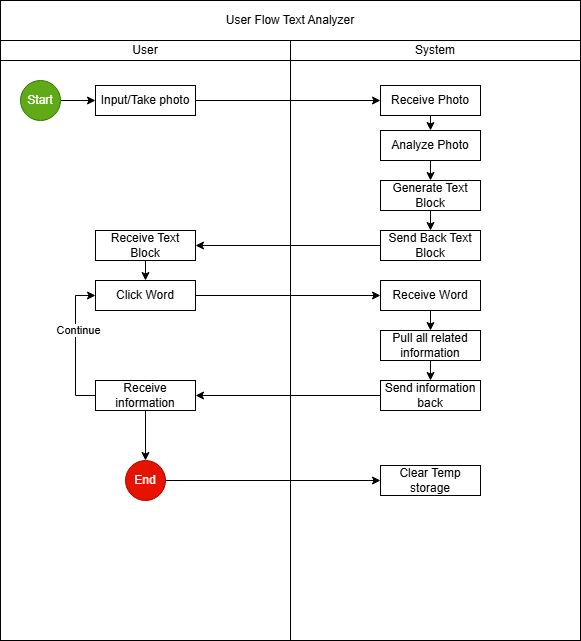 User Flow Text Analyzer
User
System
Start
Input/Take photo
Receive Photo
Analyze Photo
Generate Text
Block
Receive Text
Block
Send Back Text
Block
Click Word
Receive Word
Continue
Pull all related
information
Receive
information
Send information
back
End
Clear Temp
storage